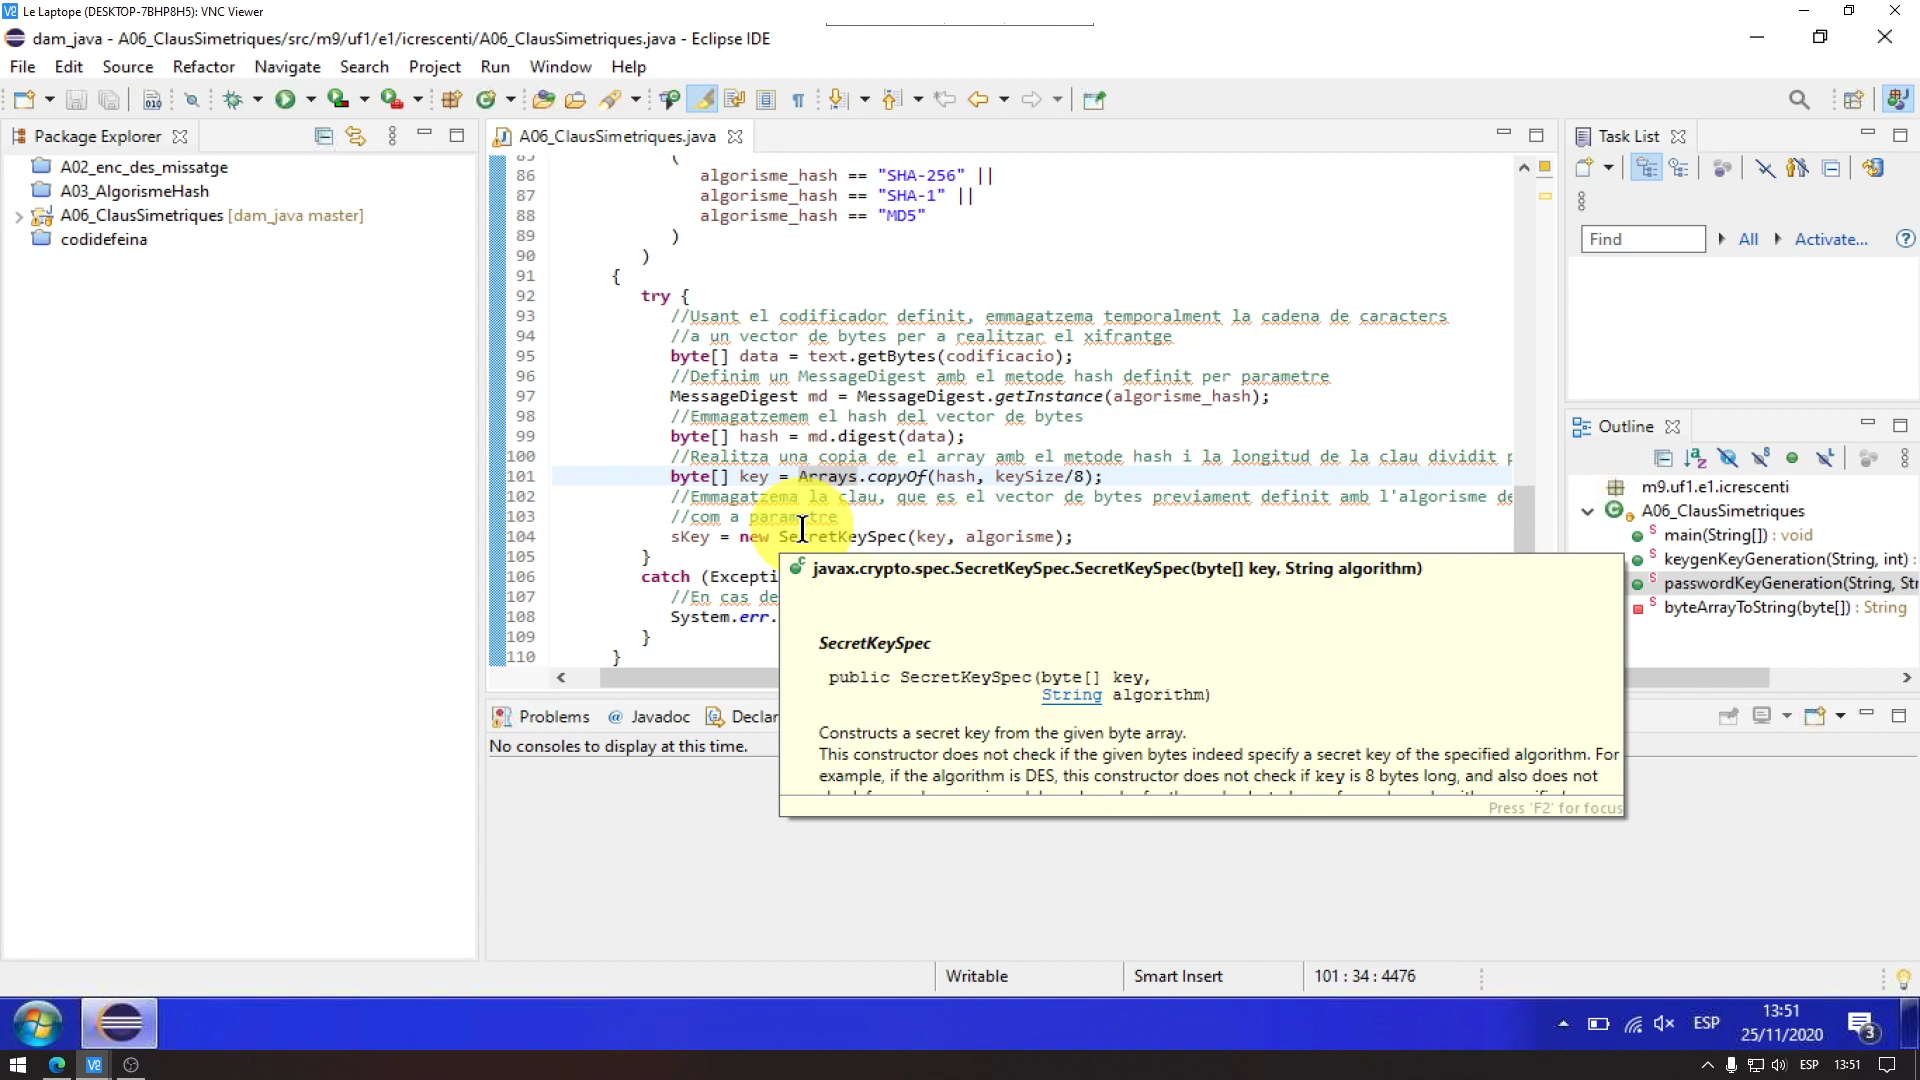 Le Laptope (DESKTOP-7BHP8H5): VNC Viewer
dam_java - A06_ClausSimetriques/src/m9/uf1/e1/icrescenti/A06_ClausSimetriques.java - Eclipse IDE
File Edit Source Refactor Navigate Search Project Run Window Help
Package Explorer
A02_enc_des_missatge
A03_AlgorismeHash
A06_ClausSimetriques [dam_java master]
codidefeina
A06_ClausSimetriques.java
85 (
86 algorisme_hash == "SHA-256" ||
87 algorisme_hash == "SHA-1" ||
88 algorisme_hash == "MD5"
89 )
90 )
91 {
92 try {
93 //Usant el codificador definit, emmagatzema temporalment la cadena de caracters
94 //a un vector de bytes per a realitzar el xifrantge
95 byte[] data = text.getBytes(codificacio);
96 //Definim un MessageDigest amb el metode hash definit per parametre
97 MessageDigest md = MessageDigest.getInstance(algorisme_hash);
98 //Emmagatzemem el hash del vector de bytes
99 byte[] hash = md.digest(data);
100 //Realitza una copia de el array amb el metode hash i la longitud de la clau dividit p
101 byte[] key = Arrays.copyOf(hash, keySize/8);
102 //Emmagatzema la clau, que es el vector de bytes previament definit amb l'algorisme de
103 //com a parametre
104 sKey = new SecretKeySpec(key, algorisme);
105 }
106 catch (Excepti
107 //En cas de
108 System.err.
109 }
110 }
javax.crypto.spec.SecretKeySpec.SecretKeySpec(byte[] key, String algorithm)
SecretKeySpec
public SecretKeySpec(byte[] key,
String algorithm)
Constructs a secret key from the given byte array.
This constructor does not check if the given bytes indeed specify a secret key of the specified algorithm. For
example, if the algorithm is DES, this constructor does not check if key is 8 bytes long, and also does not
Press 'F2' for focus
Problems @ Javadoc Declar
No consoles to display at this time.
Task List
Find All Activate...
Outline
m9.uf1.e1.icrescenti
A06_ClausSimetriques
main(String[]) : void
keygenKeyGeneration(String, int) :
passwordKeyGeneration(String, Str
byteArrayToString(byte[]) : String
Writable Smart Insert 101 : 34 : 4476
ESP 13:51
25/11/2020 3
ESP 13:51